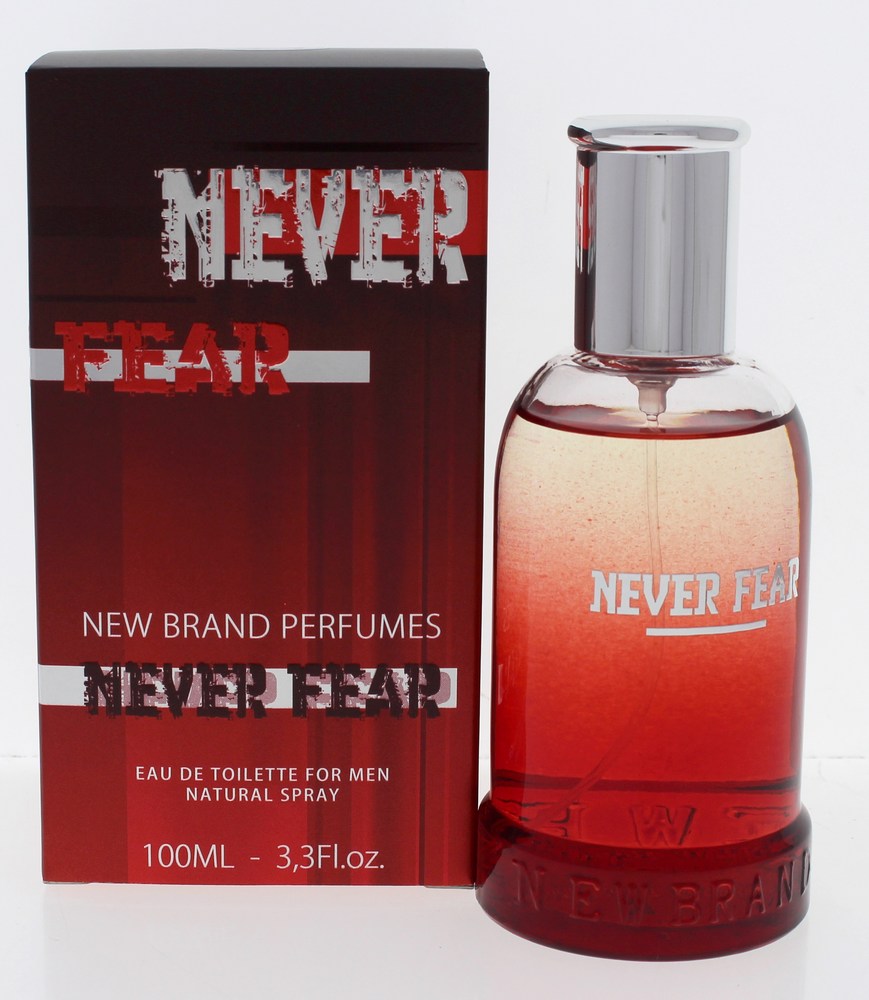 NEVER
FEAR
NEW BRAND PERFUMES
NEVER FEAR
EAU DE TOILETTE FOR MEN
NATURAL SPRAY
100ML - 3,3Fl.oz.
NEVER FEAR
NEW BRAND